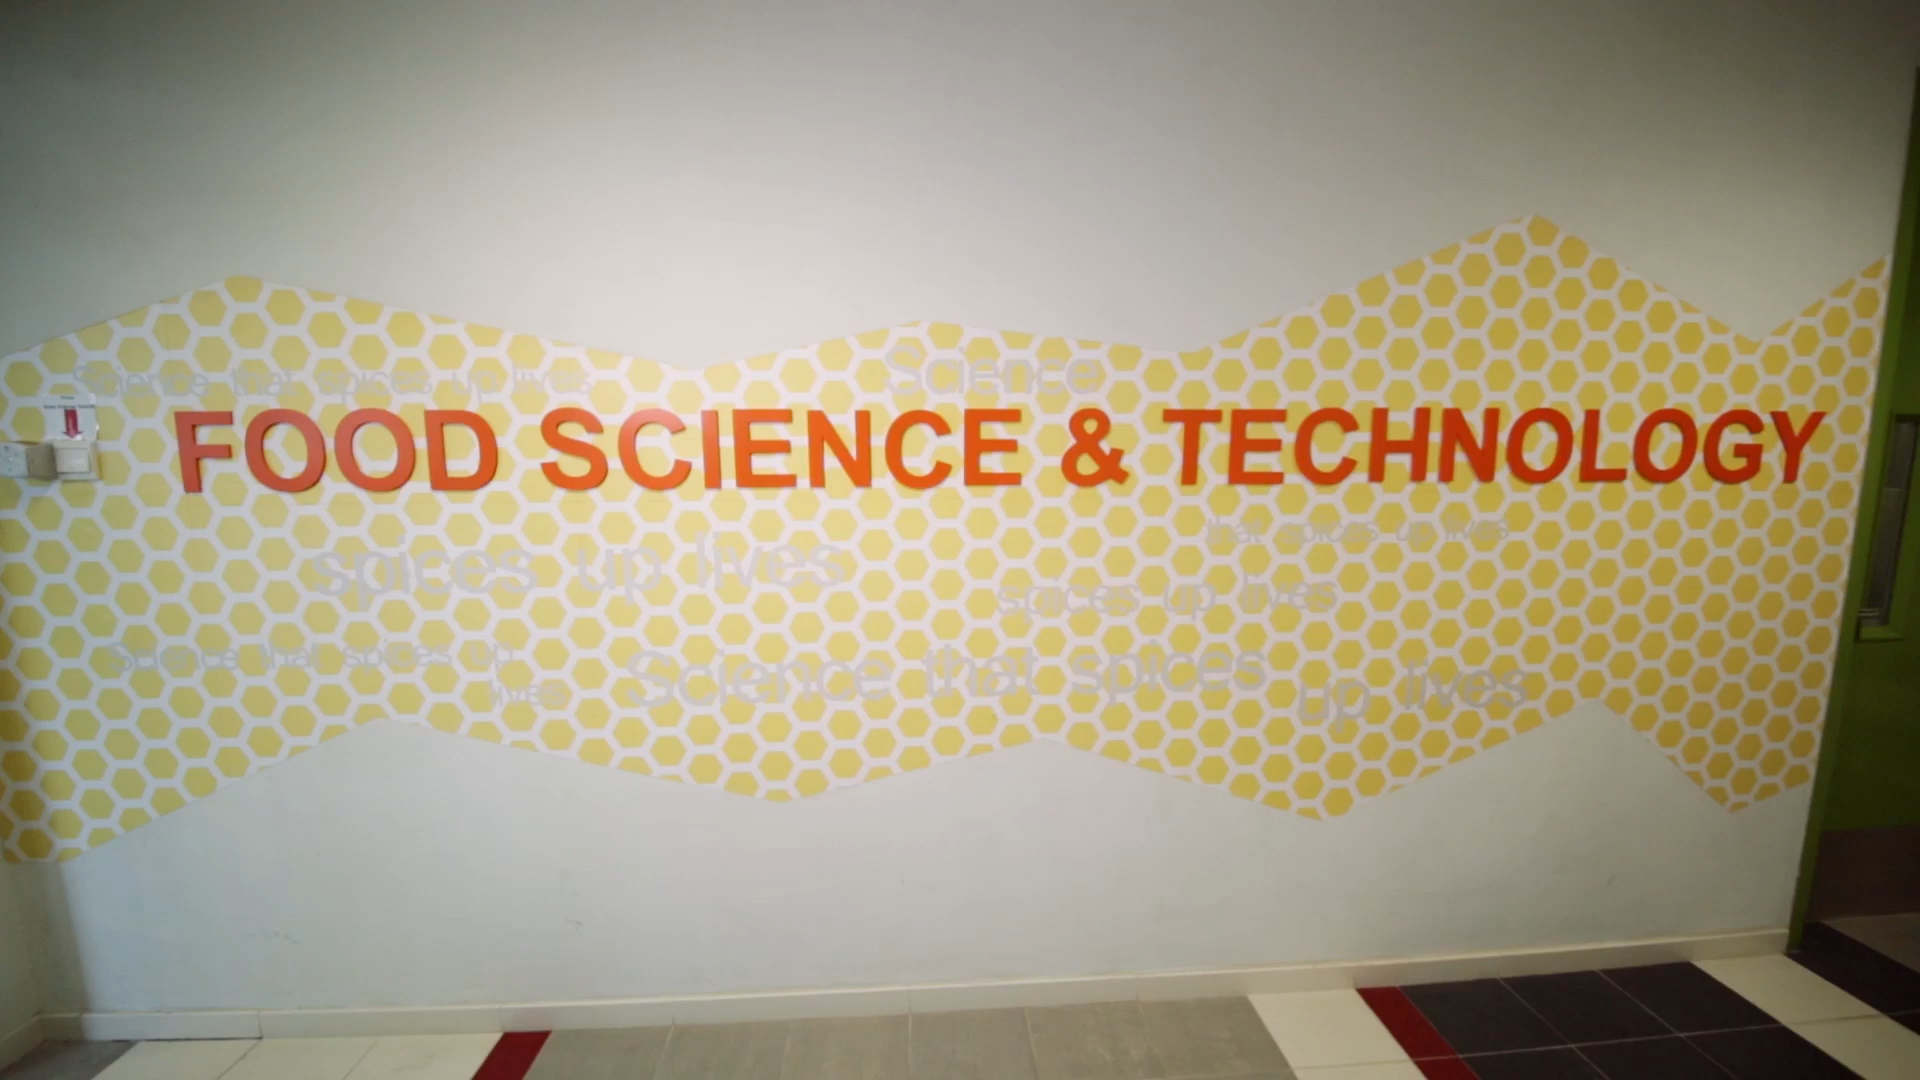 Science that spices up lives
Science
FOOD SCIENCE & TECHNOLOGY
that spices up lives
spices up lives
spices up lives
Science that spices up
lives
Science that spices
up lives